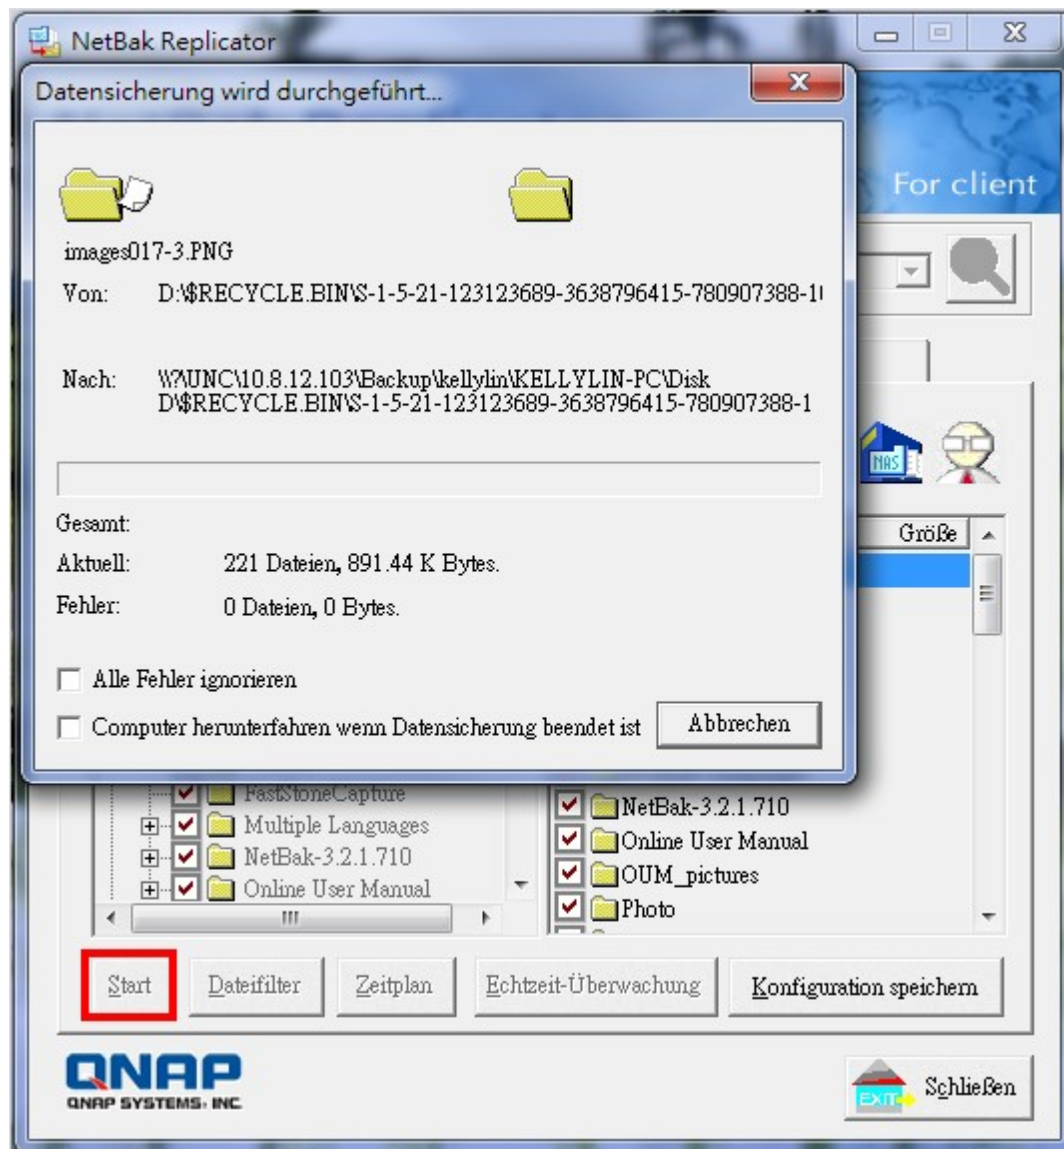 NetBak Replicator
Datensicherung wird durchgeführt...
For client
images017-3.PNG
Von: D:\$RECYCLE.BIN\S-1-5-21-123123689-3638796415-780907388-1
Nach: \\?\UNC\10.8.12.103\Backup\kellylin\KELLYLIN-PC\Disk
D\$RECYCLE.BIN\S-1-5-21-123123689-3638796415-780907388-1
NAS
Größe
Gesamt:
Aktuell: 221 Dateien, 891.44 K Bytes.
Fehler: 0 Dateien, 0 Bytes.
Alle Fehler ignorieren
Computer herunterfahren wenn Datensicherung beendet ist
Abbrechen
FastStoneCapture
Multiple Languages
NetBak-3.2.1.710
Online User Manual
NetBak-3.2.1.710
Online User Manual
OUM_pictures
Photo
Start
Dateifilter
Zeitplan
Echtzeit-Überwachung
Konfiguration speichern
QNAP
QNAP SYSTEMS, INC.
EXIT
Schließen